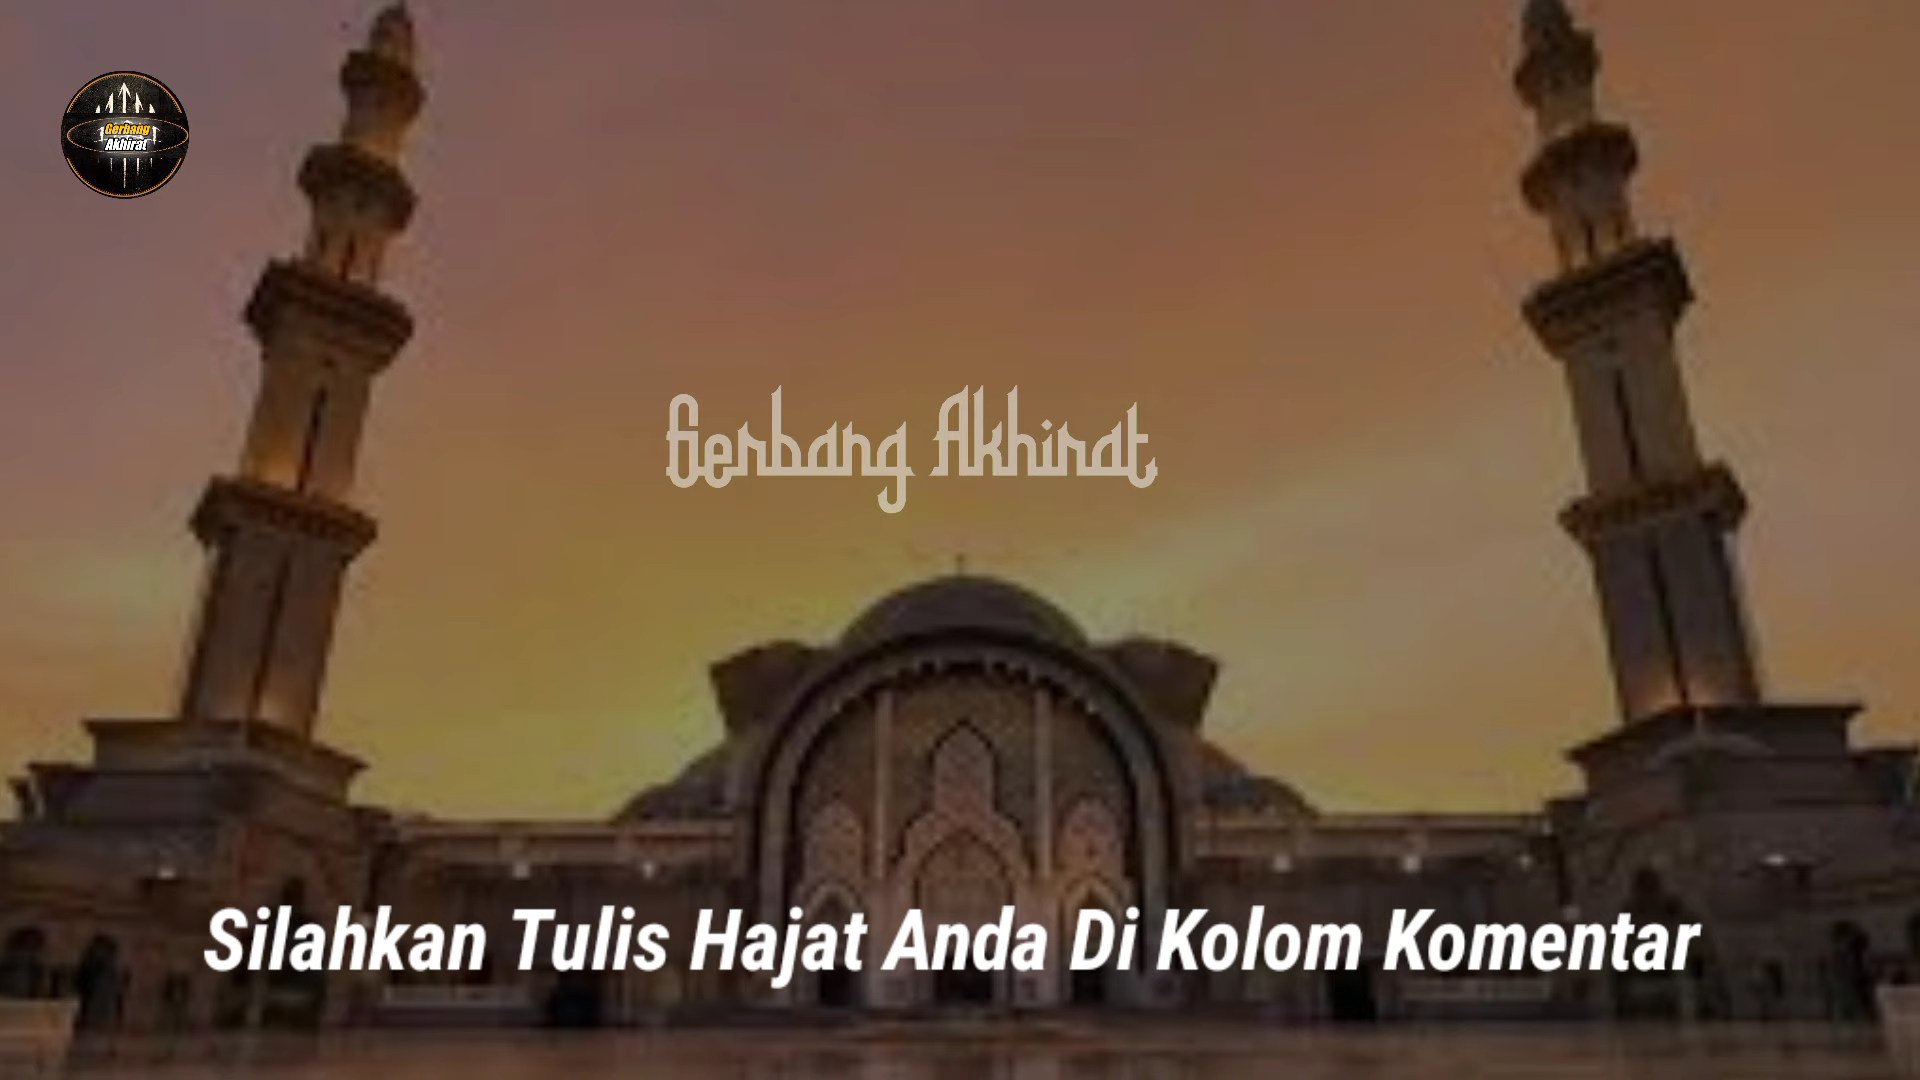 Gerbang
Akhirat
Gerbang Akhirat
Silahkan Tulis Hajat Anda Di Kolom Komentar